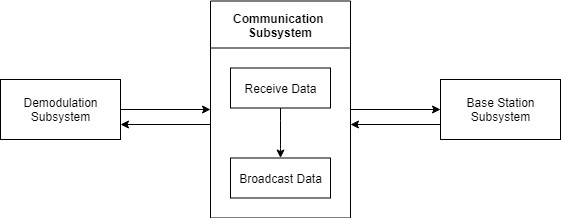 Communication
Subsystem
Receive Data
Demodulation
Subsystem
Base Station
Subsystem
Broadcast Data